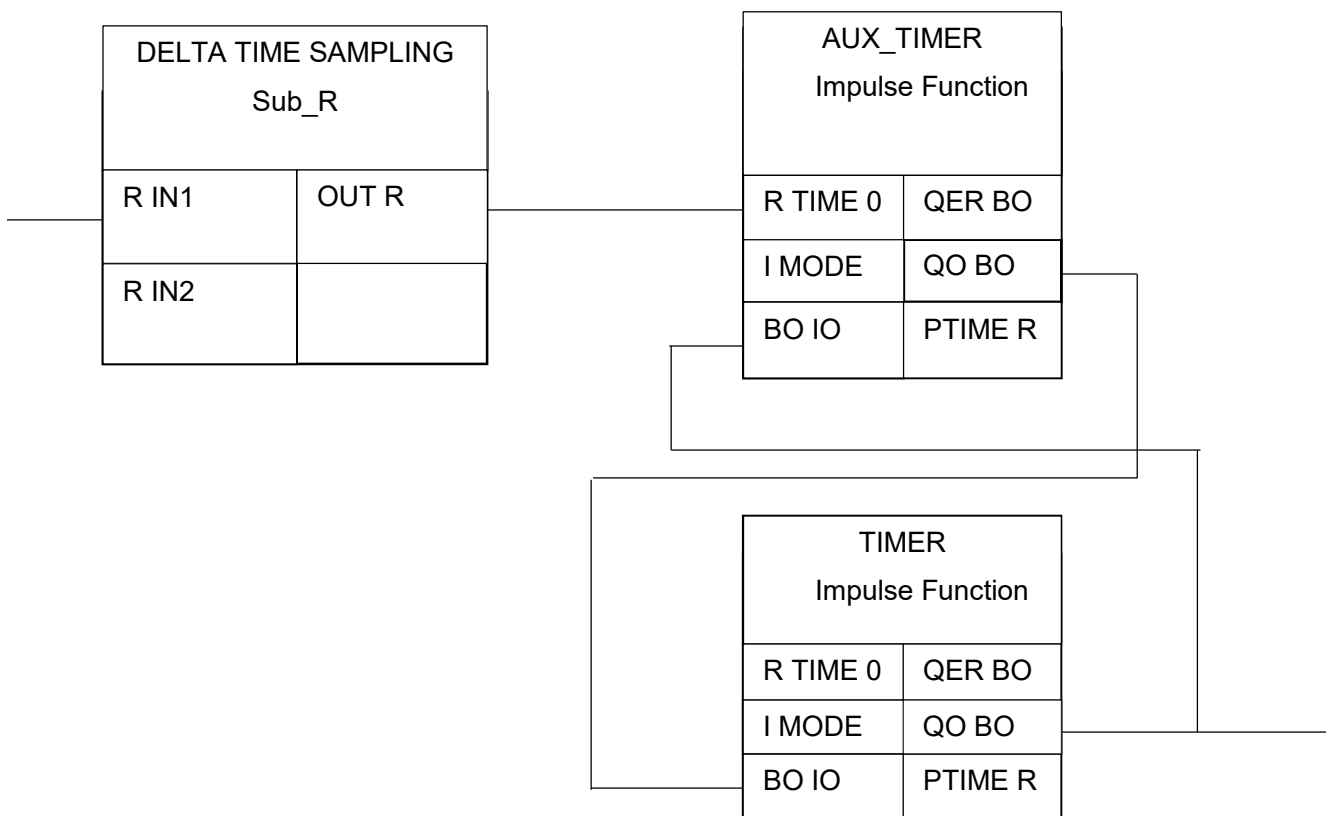 DELTA TIME SAMPLING
Sub_R
R IN1 OUT R
R IN2
AUX_TIMER
Impulse Function
R TIME 0 QER BO
I MODE QO BO
BO IO PTIME R
TIMER
Impulse Function
R TIME 0 QER BO
I MODE QO BO
BO IO PTIME R